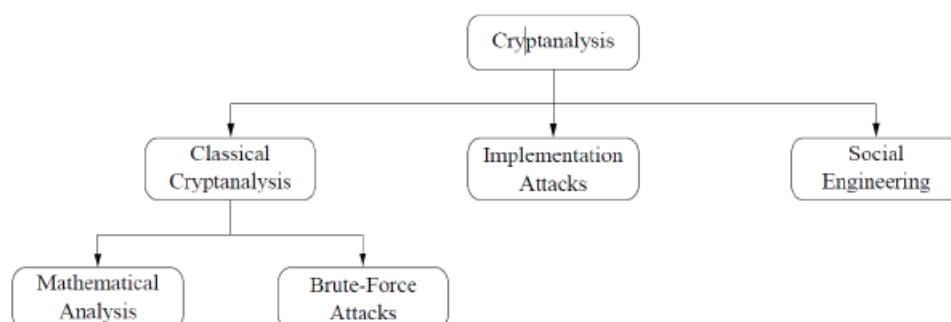 Cryptanalysis
Classical
Cryptanalysis
Implementation
Attacks
Social
Engineering
Mathematical
Analysis
Brute-Force
Attacks